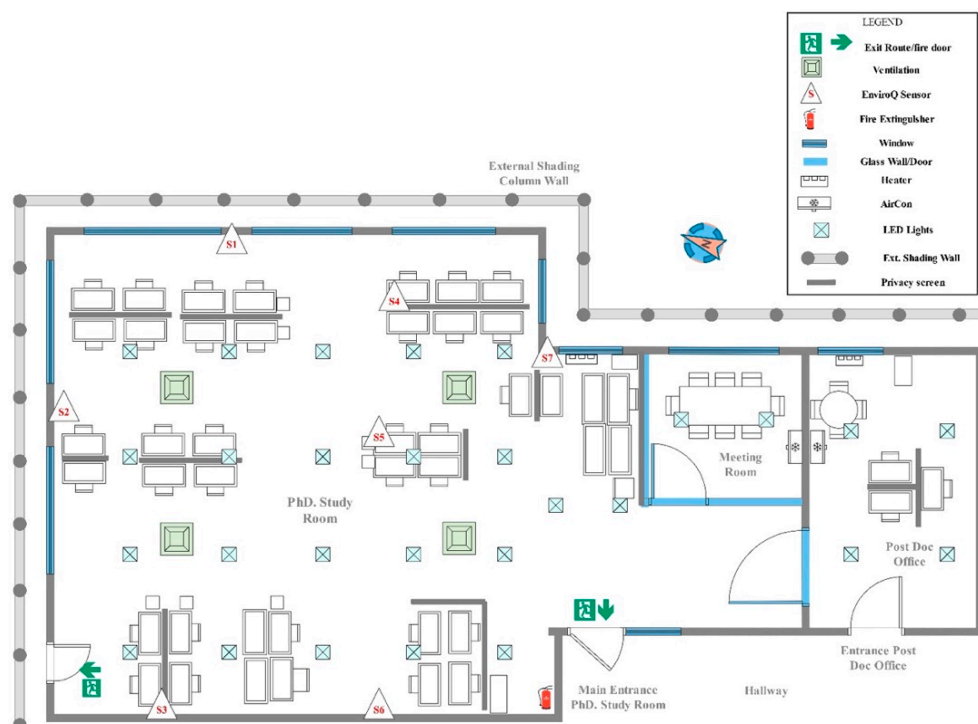 LEGEND
Exit Route/fire door
Ventilation
S
EnviroQ Sensor
Fire Extingulsher
Window
Glass Wall/Door
Heater
AirCon
LED Lights
Ext. Shading Wall
Privacy screen
External Shading
Column Wall
N
S1
S4
S7
S2
S5
Meeting
Room
PhD. Study
Room
Post Doc
Office
Entrance Post
Doc Office
Main Entrance
PhD. Study Room
Hallway
S3
S6